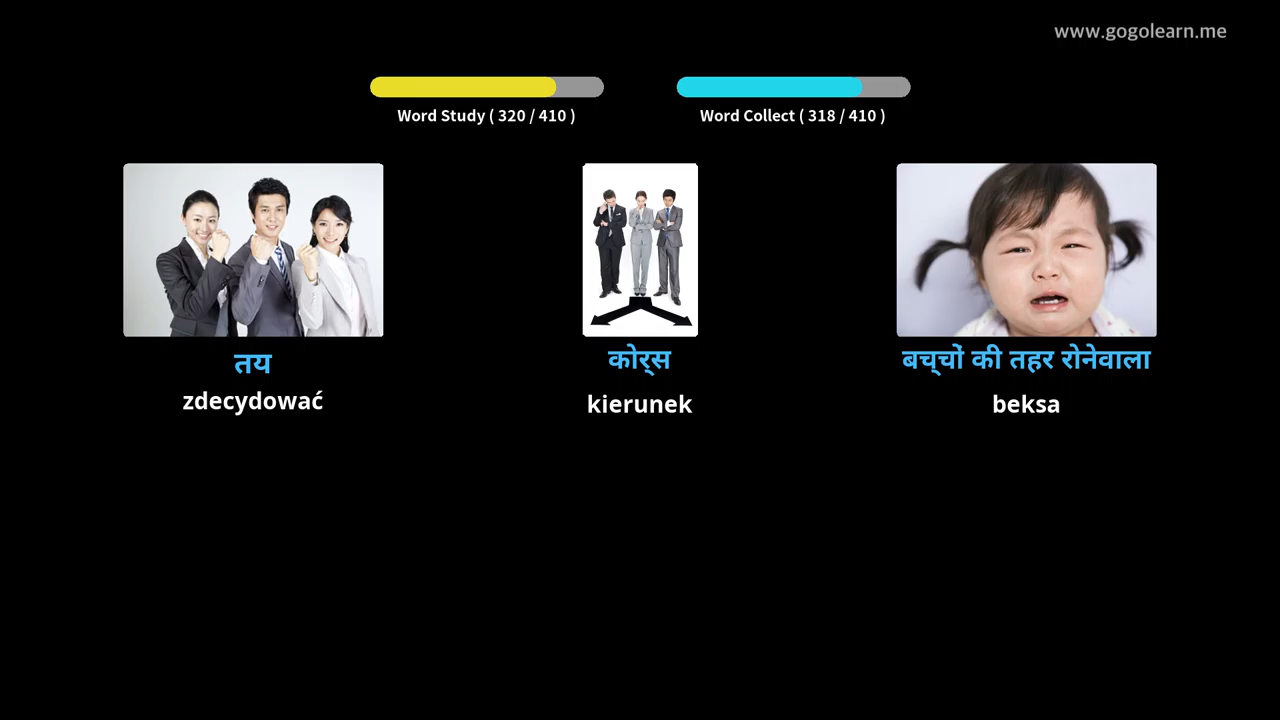 www.gogolearn.me
Word Study ( 320 / 410 )
Word Collect ( 318 / 410 )
तय
कोर्स
बच्चों की तहर रोनेवाला
zdecydować
kierunek
beksa